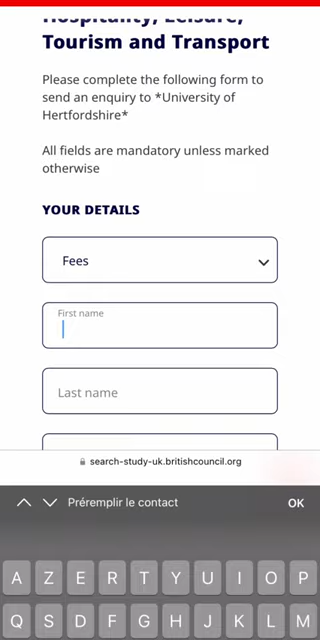 Hospitality, Leisure,
Tourism and Transport
Please complete the following form to
send an enquiry to *University of
Hertfordshire*
All fields are mandatory unless marked
otherwise
YOUR DETAILS
Fees
First name
Last name
search-study-uk.britishcouncil.org
Préremplir le contact OK
A Z E R T Y U I O P
Q S D F G H J K L M